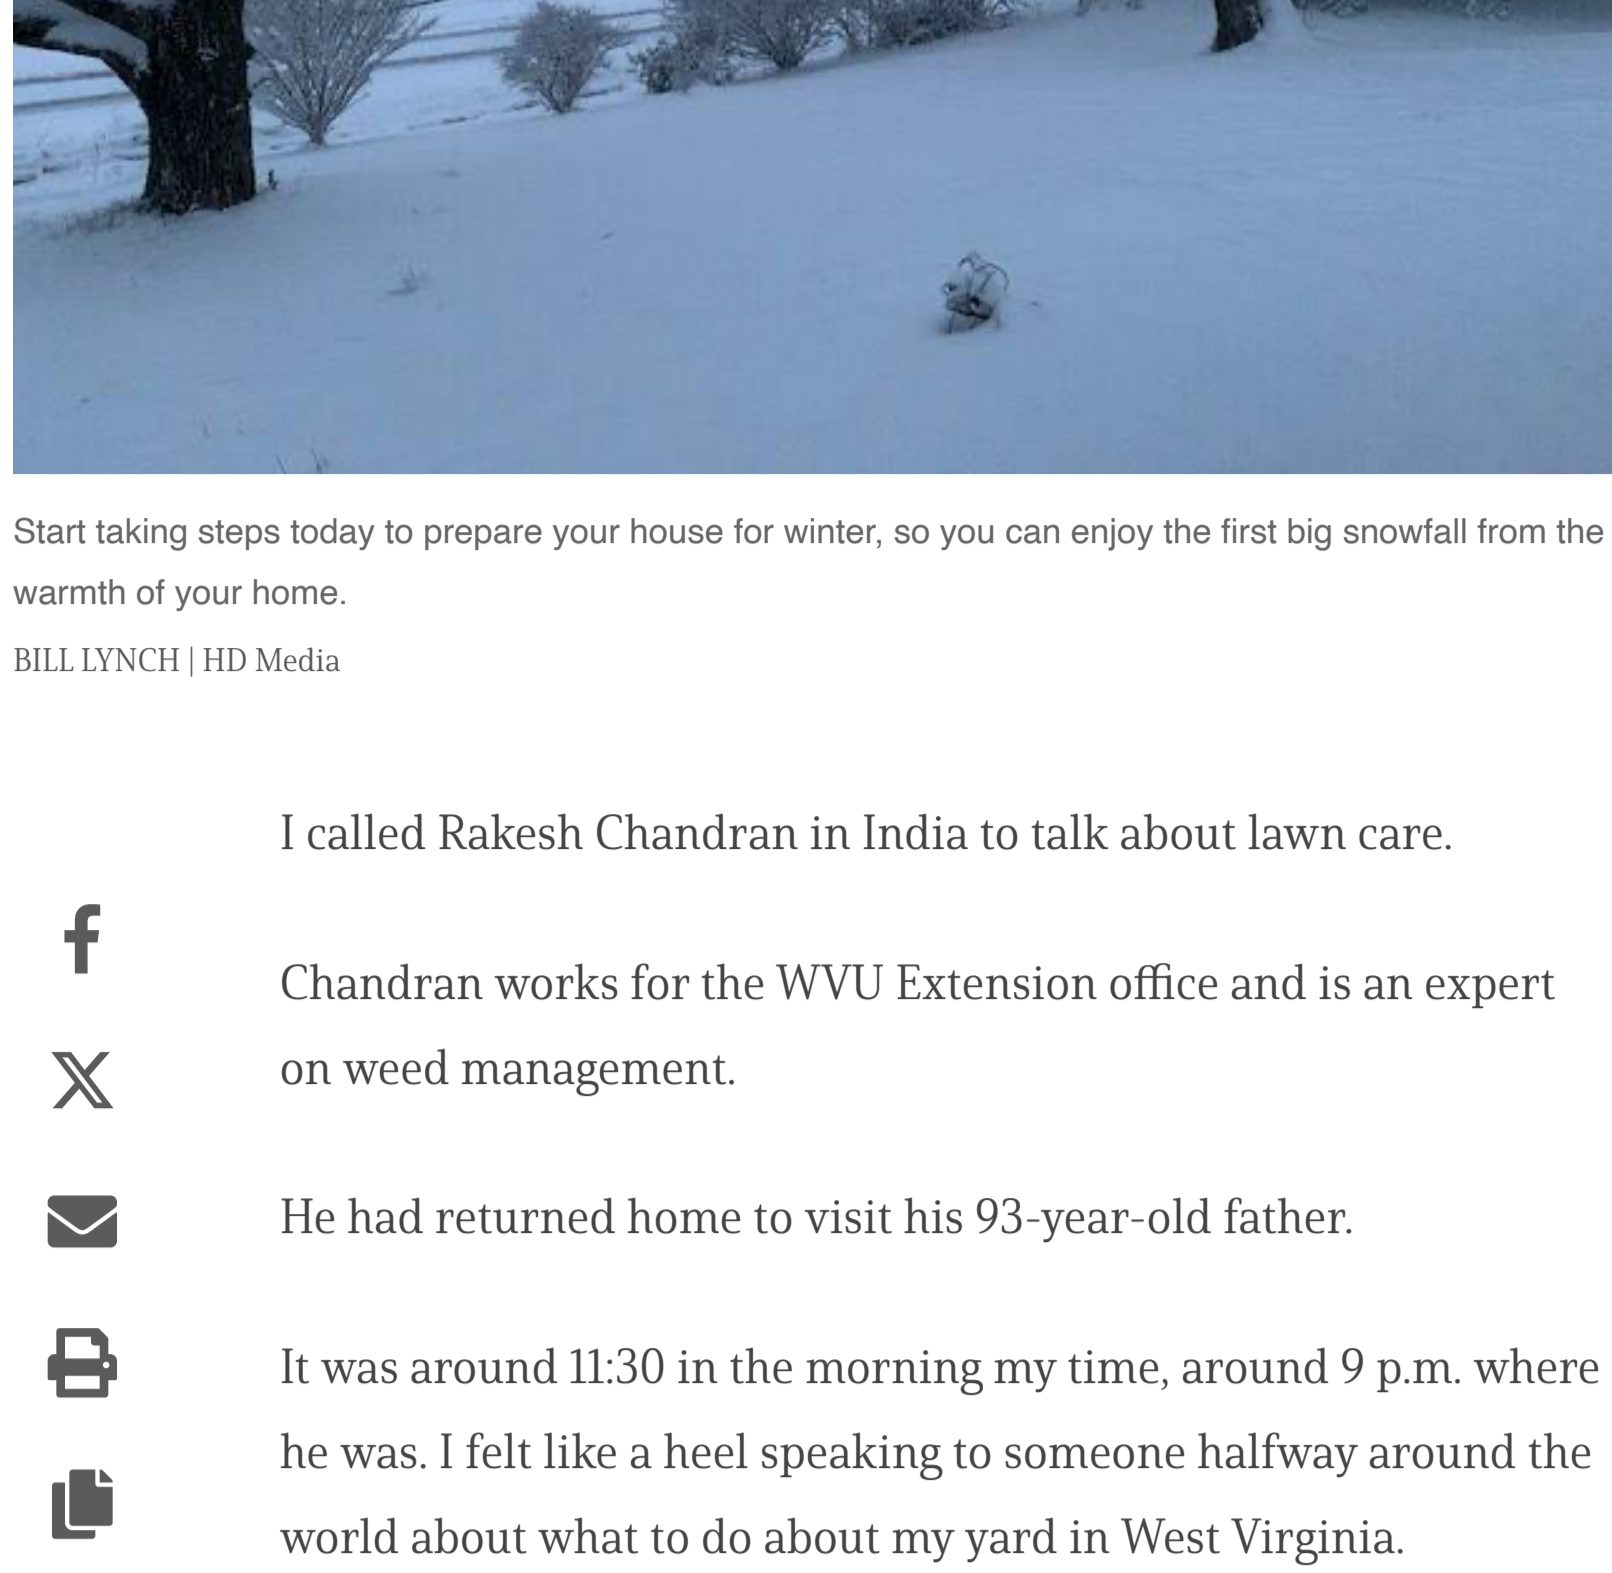 Start taking steps today to prepare your house for winter, so you can enjoy the first big snowfall from the
warmth of your home.
BILL LYNCH | HD Media
I called Rakesh Chandran in India to talk about lawn care.
Chandran works for the WVU Extension office and is an expert
on weed management.
He had returned home to visit his 93-year-old father.
It was around 11:30 in the morning my time, around 9 p.m. where
he was. I felt like a heel speaking to someone halfway around the
world about what to do about my yard in West Virginia.